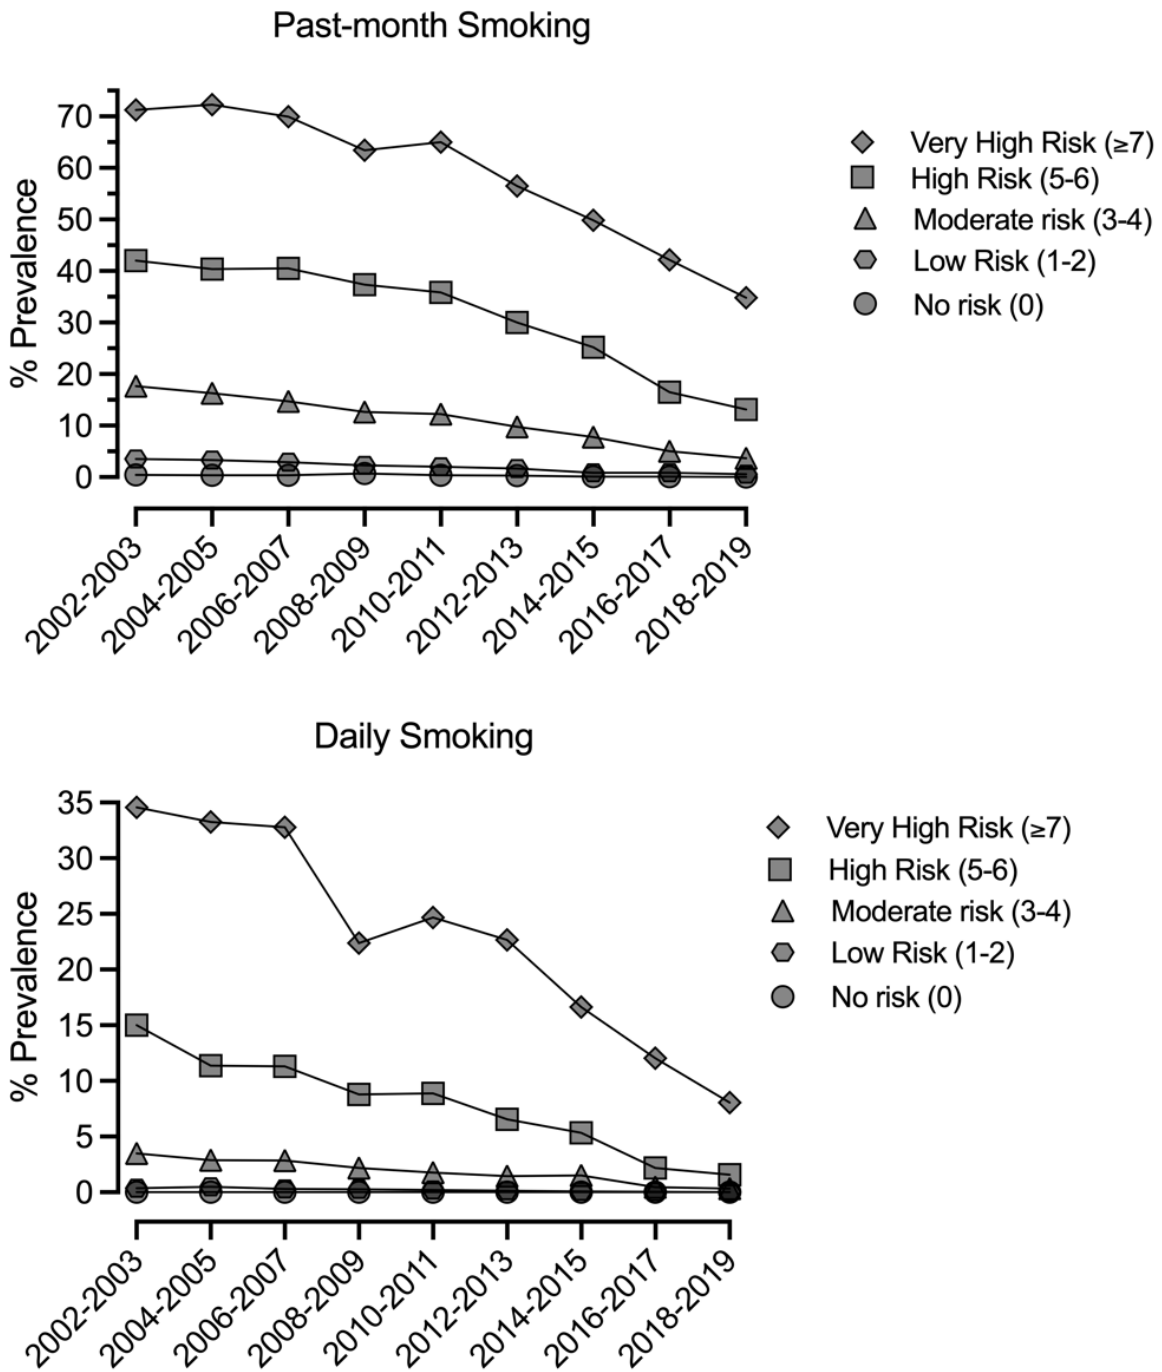 Past-month Smoking
% Prevalence
70
60
50
40
30
20
10
0
2002-2003
2004-2005
2006-2007
2008-2009
2010-2011
2012-2013
2014-2015
2016-2017
2018-2019
Very High Risk (≥7)
High Risk (5-6)
Moderate risk (3-4)
Low Risk (1-2)
No risk (0)
Daily Smoking
% Prevalence
35
30
25
20
15
10
5
0
2002-2003
2004-2005
2006-2007
2008-2009
2010-2011
2012-2013
2014-2015
2016-2017
2018-2019
Very High Risk (≥7)
High Risk (5-6)
Moderate risk (3-4)
Low Risk (1-2)
No risk (0)